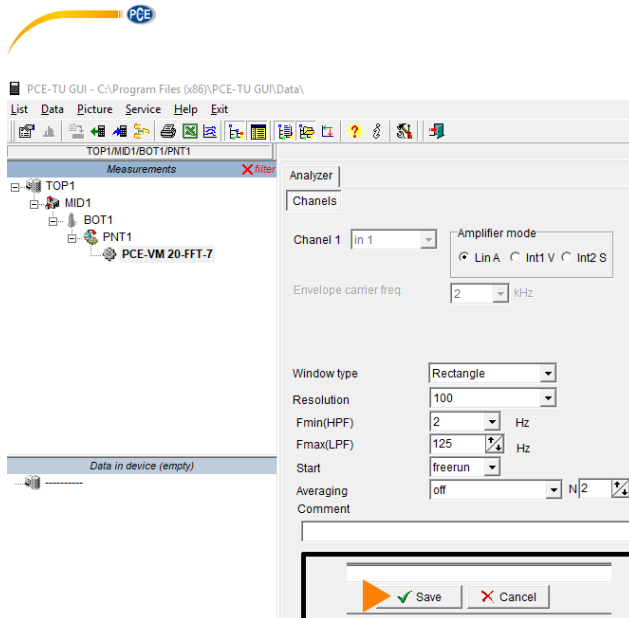 PCE
PCE-TU GUI - C:\Program Files (x86)\PCE-TU GUI\Data\
List Data Picture Service Help Exit
TOP1/MID1/BOT1/PNT1
Measurements filter
TOP1
MID1
BOT1
PNT1
PCE-VM 20-FFT-7
Data in device (empty)
----------
Analyzer
Chanels
Chanel 1 in 1
Amplifier mode
Lin A Int1 V Int2 S
Envelope carrier freq. 2 kHz
Window type Rectangle
Resolution 100
Fmin(HPF) 2 Hz
Fmax(LPF) 125 Hz
Start freerun
Averaging off N 2
Comment
Save Cancel